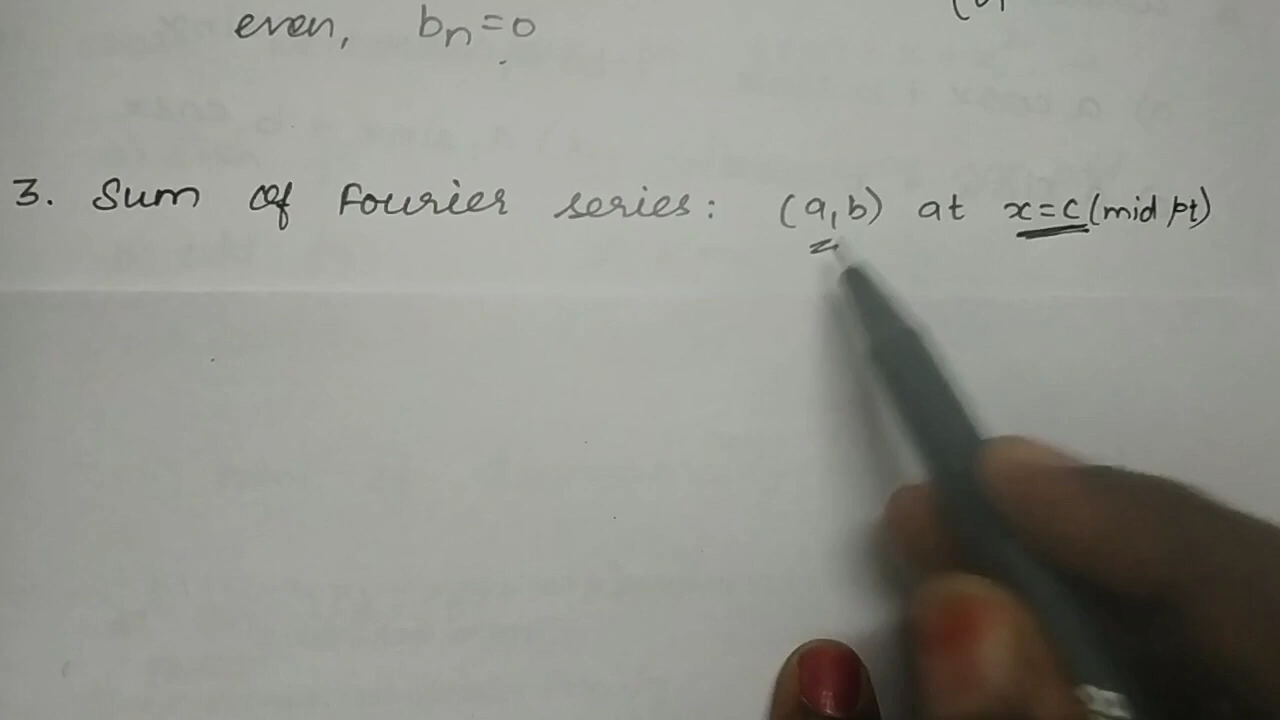 even, bn=0
3. Sum of Fourier series: (a,b) at x=c (mid pt)